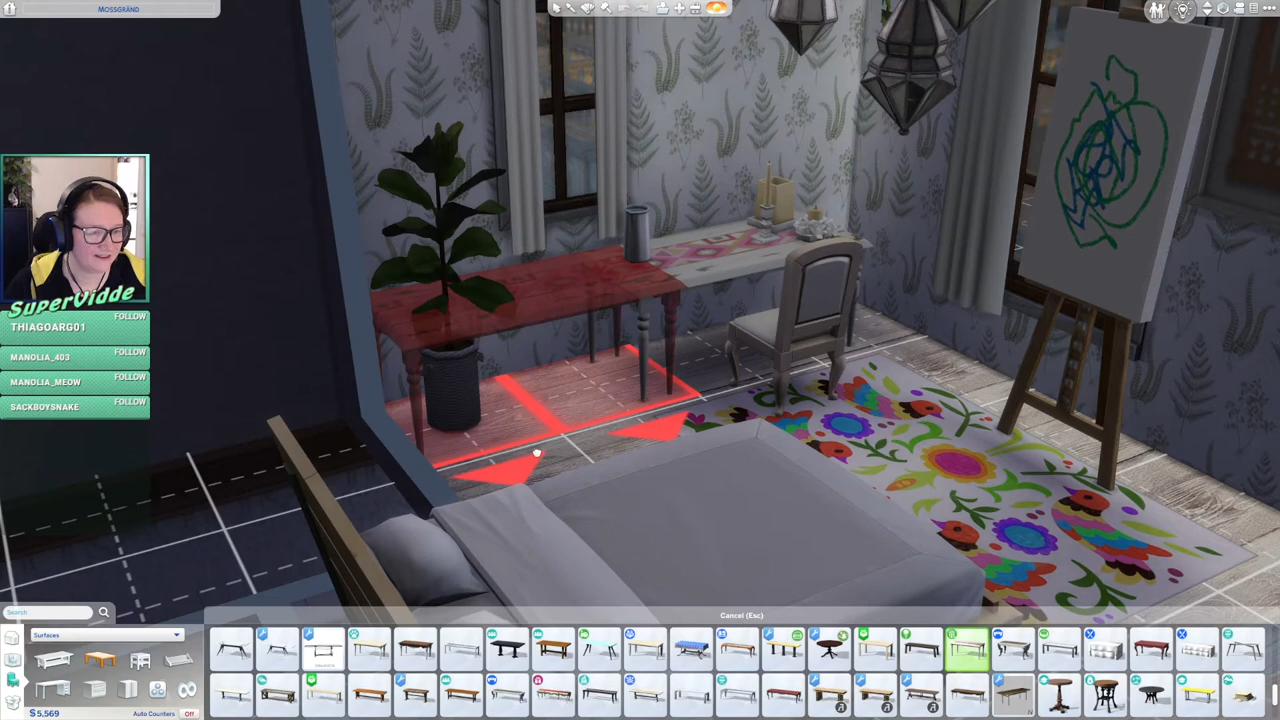 MOSSGRÄND
SuperVidde
THIAGOARG01 FOLLOW
MANOLIA_403 FOLLOW
MANOLIA_MEOW FOLLOW
SACKBOYSNAKE FOLLOW
Cancel (Esc)
Search
Surfaces
$5,569 Auto Counters Off